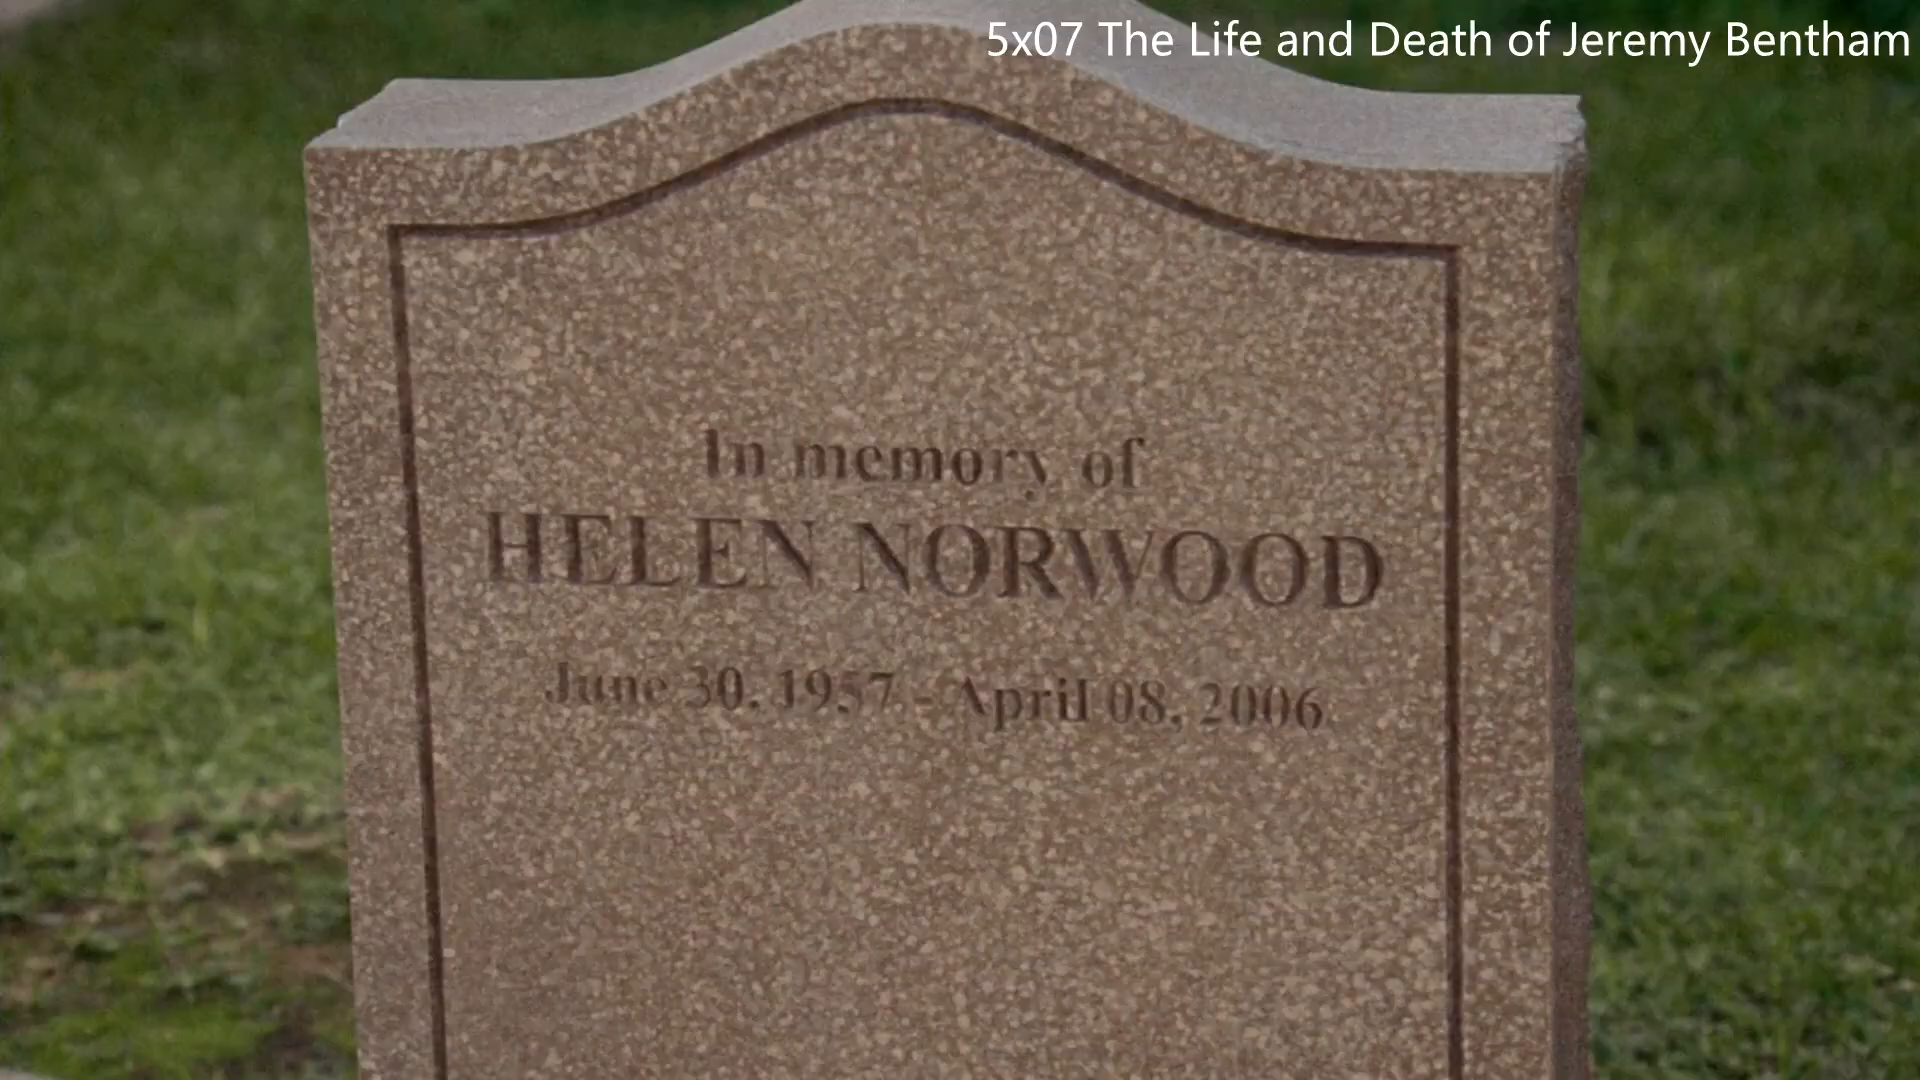 5x07 The Life and Death of Jeremy Bentham
In memory of
HELEN NORWOOD
June 30, 1957 - April 08, 2006